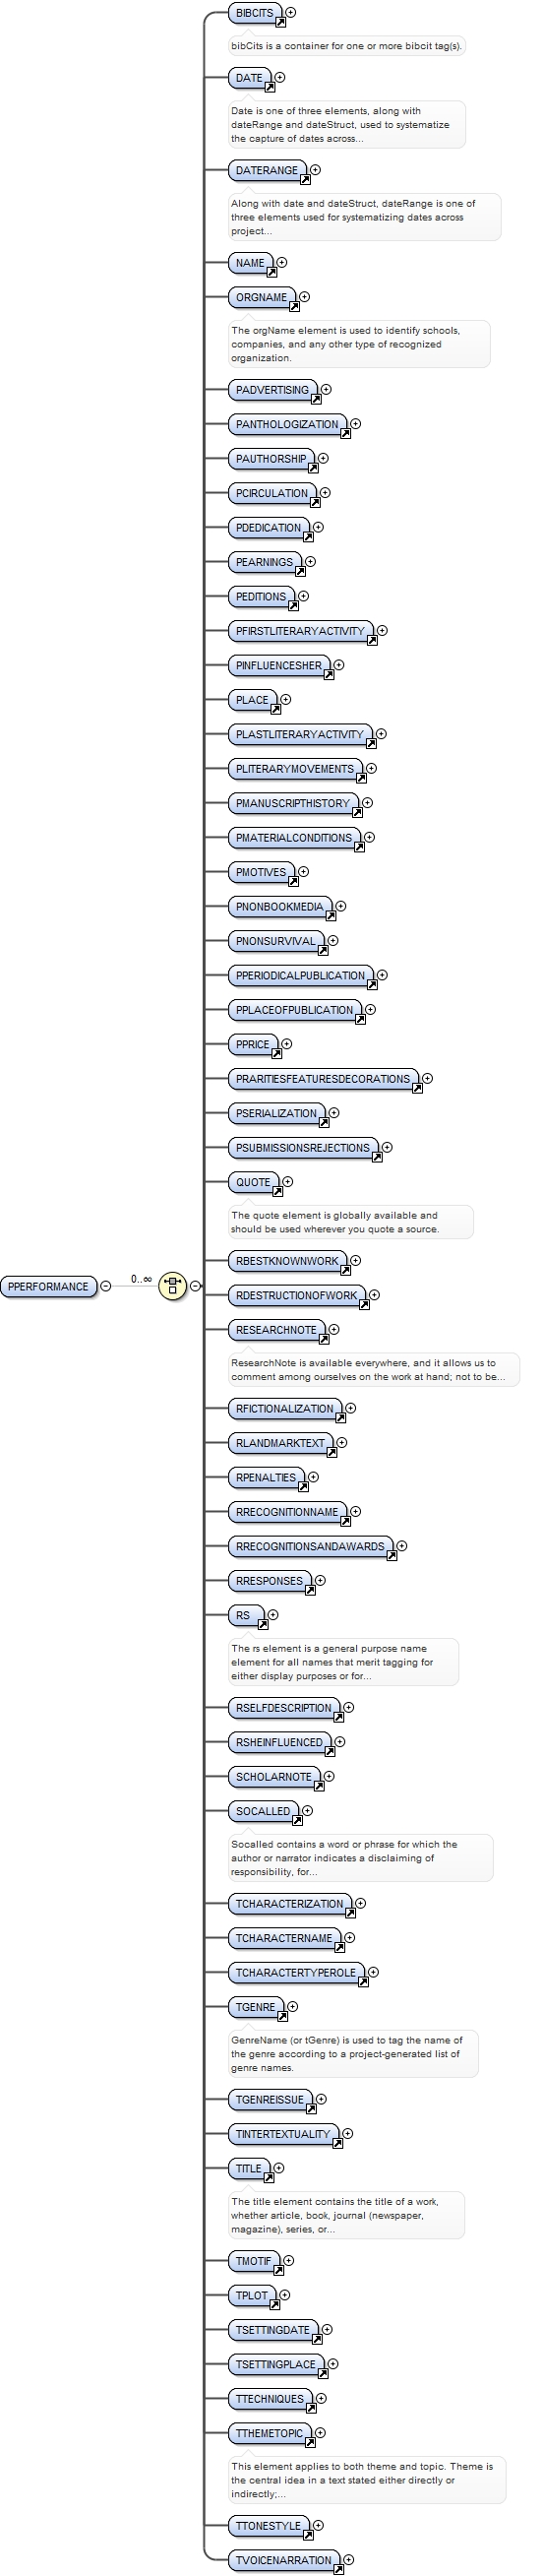 BIBCITS
bibCits is a container for one or more bibcit tag(s).
DATE
Date is one of three elements, along with
dateRange and dateStruct, used to systematize
the capture of dates across...
DATERANGE
Along with date and dateStruct, dateRange is one of
three elements used for systematizing dates across
project...
NAME
ORGNAME
The orgName element is used to identify schools,
companies, and any other type of recognized
organization.
PADVERTISING
PANTHOLOGIZATION
PAUTHORSHIP
PCIRCULATION
PDEDICATION
PEARNINGS
PEDITIONS
PFIRSTLITERARYACTIVITY
PINFLUENCESHER
PLACE
PLASTLITERARYACTIVITY
PLITERARYMOVEMENTS
PMANUSCRIPTHISTORY
PMATERIALCONDITIONS
PMOTIVES
PNONBOOKMEDIA
PNONSURVIVAL
PPERIODICALPUBLICATION
PPLACEOFPUBLICATION
PPRICE
PRARITIESFEATURESDECORATIONS
PSERIALIZATION
PSUBMISSIONSREJECTIONS
QUOTE
The quote element is globally available and
should be used wherever you quote a source.
RBESTKNOWNWORK
PPERFORMANCE 0..∞
RDESTRUCTIONOFWORK
RESEARCHNOTE
ResearchNote is available everywhere, and it allows us to
comment among ourselves on the work at hand; not to be...
RFICTIONALIZATION
RLANDMARKTEXT
RPENALTIES
RRECOGNITIONNAME
RRECOGNITIONSANDAWARDS
RRESPONSES
RS
The rs element is a general purpose name
element for all names that merit tagging for
either display purposes or for...
RSELFDESCRIPTION
RSHEINFLUENCED
SCHOLARNOTE
SOCALLED
Socalled contains a word or phrase for which the
author or narrator indicates a disclaiming of
responsibility, for...
TCHARACTERIZATION
TCHARACTERNAME
TCHARACTERTYPEROLE
TGENRE
GenreName (or tGenre) is used to tag the name of
the genre according to a project-generated list of
genre names.
TGENREISSUE
TINTERTEXTUALITY
TITLE
The title element contains the title of a work,
whether article, book, journal (newspaper,
magazine), series, or...
TMOTIF
TPLOT
TSETTINGDATE
TSETTINGPLACE
TTECHNIQUES
TTHEMETOPIC
This element applies to both theme and topic. Theme is
the central idea in a text stated either directly or
indirectly;...
TTONESTYLE
TVOICENARRATION